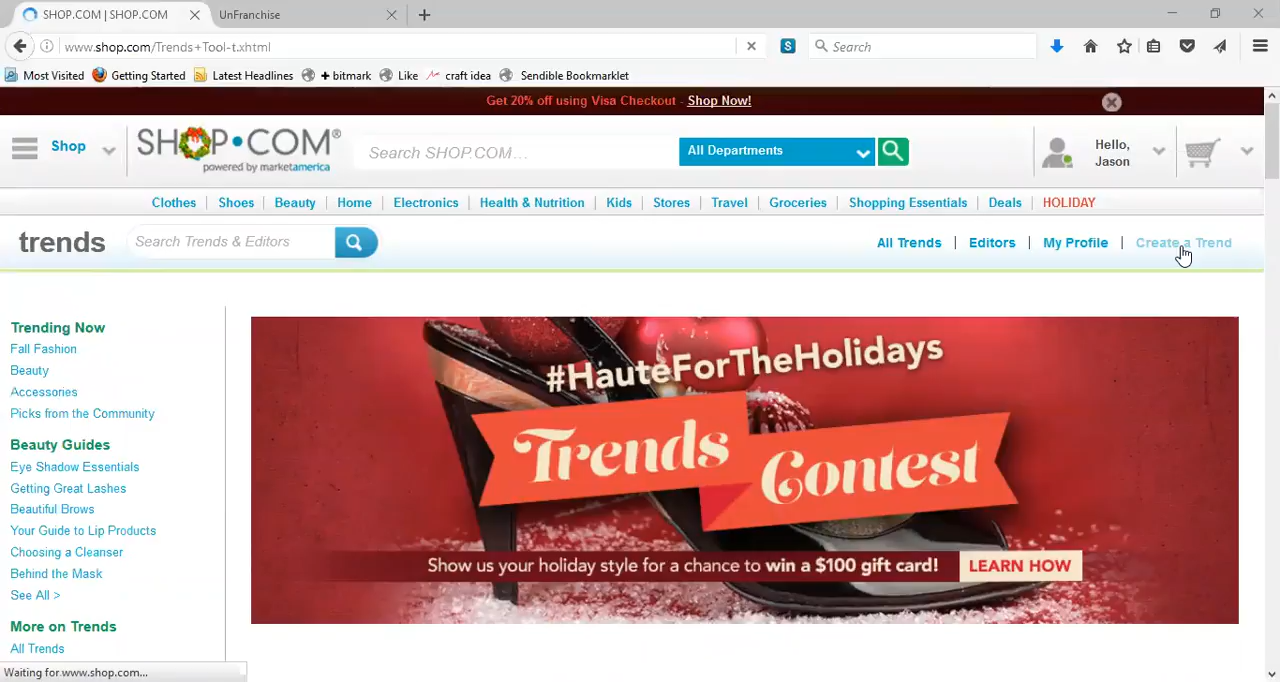 SHOP.COM | SHOP.COM
UnFranchise
www.shop.com/Trends+Tool-t.xhtml
S
Search
Most Visited
Getting Started
Latest Headlines
+ bitmark
Like
craft idea
Sendible Bookmarklet
Get 20% off using Visa Checkout - Shop Now!
Shop
SHOP.COM®
powered by marketamerica
Search SHOP.COM...
All Departments
Hello,
Jason
Clothes | Shoes | Beauty | Home | Electronics | Health & Nutrition | Kids | Stores | Travel | Groceries | Shopping Essentials | Deals | HOLIDAY
trends
Search Trends & Editors
All Trends | Editors | My Profile | Create a Trend
Trending Now
Fall Fashion
Beauty
Accessories
Picks from the Community
Beauty Guides
Eye Shadow Essentials
Getting Great Lashes
Beautiful Brows
Your Guide to Lip Products
Choosing a Cleanser
Behind the Mask
See All >
More on Trends
All Trends
#HauteForTheHolidays
Trends
Contest
Show us your holiday style for a chance to win a $100 gift card!
LEARN HOW
Waiting for www.shop.com...